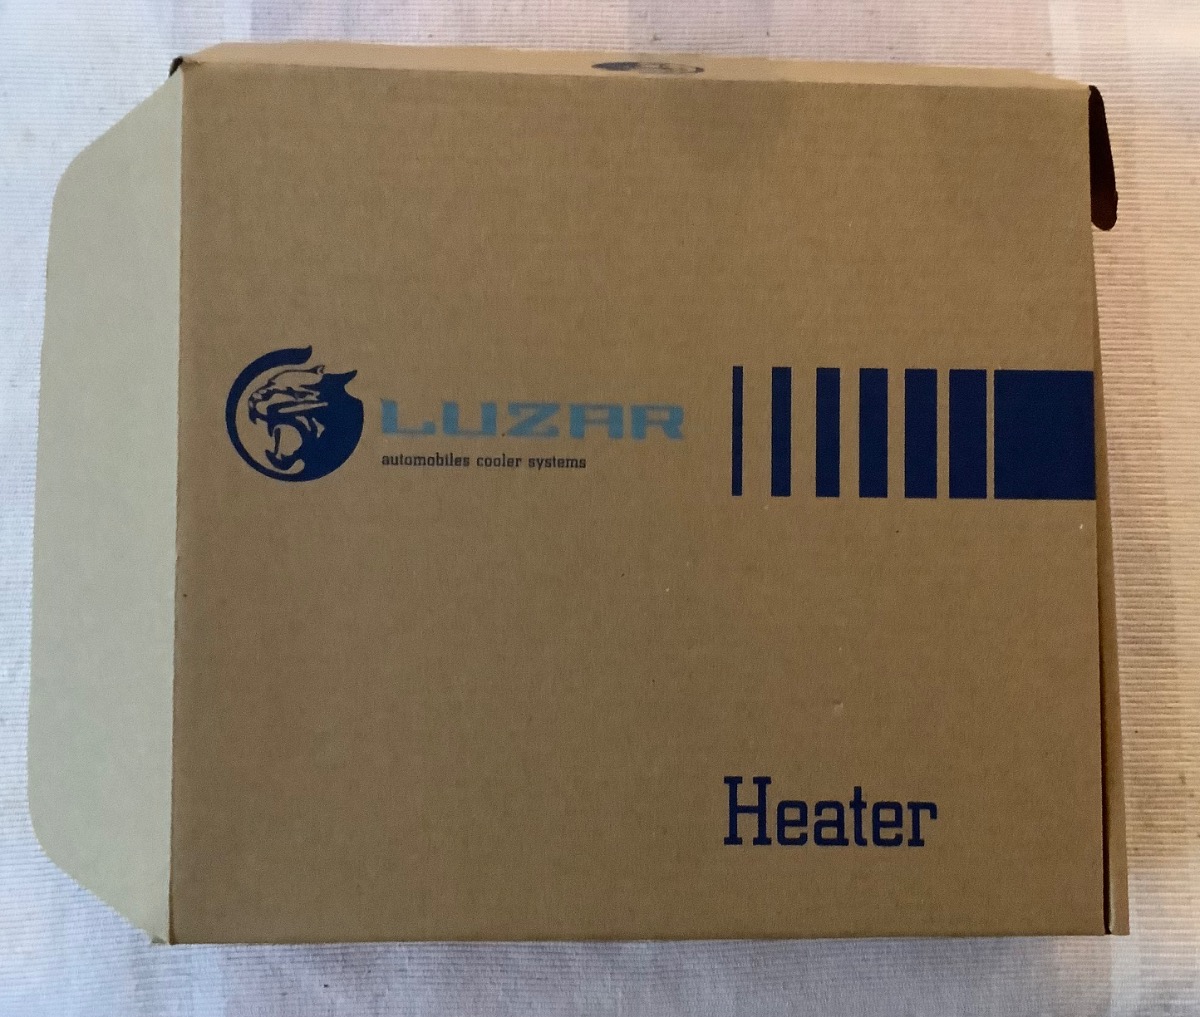 LUZAR
automobiles cooler systems
Heater